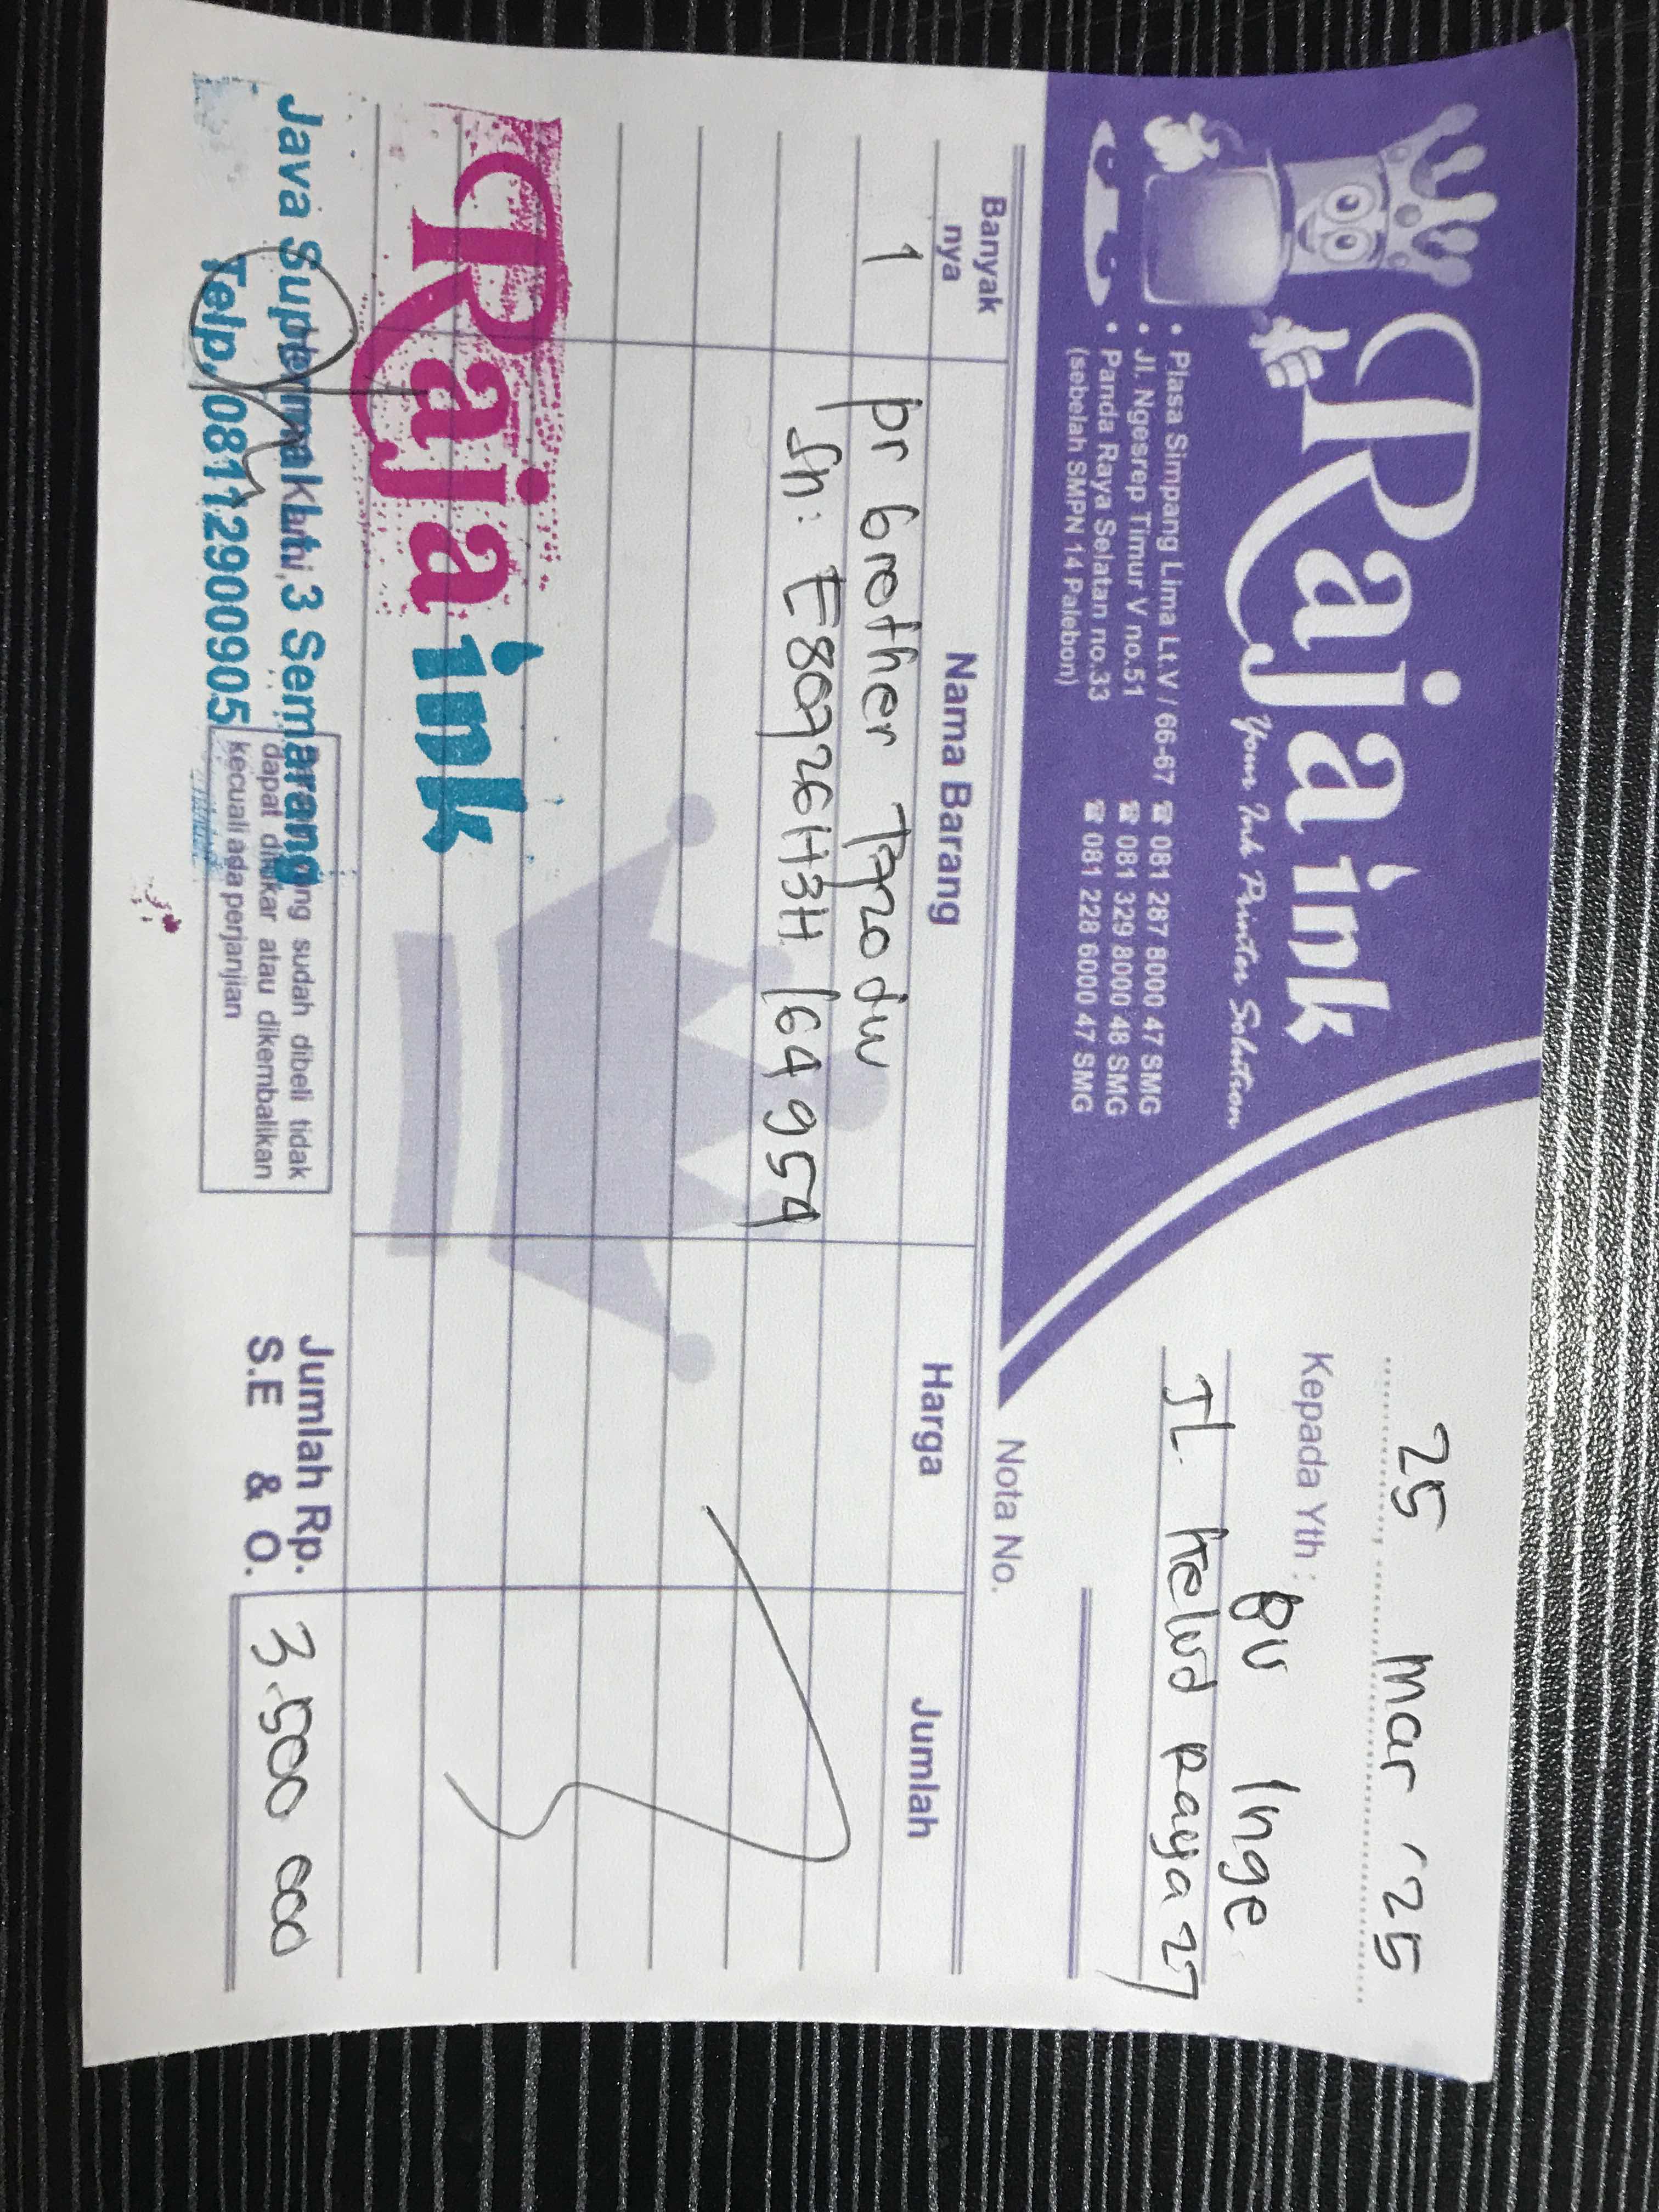 Raja ink
Your Ink Printer Solution
• Plasa Simpang Lima Lt.V / 66-67 ☎ 081 287 8000 47 SMG
• Jl. Ngesrep Timur V no.51 ☎ 081 329 8000 48 SMG
• Panda Raya Selatan no.33 ☎ 081 228 6000 47 SMG
(sebelah SMPN 14 Palebon)
25, Mar '25
Kepada Yth :
Bu Inge
JL. Kelud Raya 27
Nota No.
Banyak nya Nama Barang Harga Jumlah
1 pr brother T920 dw
Sn: E80926H3H164954
Raja ink
Java Supermall Lt. 3 Semarang
Telp. 08112900905
Barang yang sudah dibeli tidak
dapat ditukar atau dikembalikan
kecuali ada perjanjian
Jumlah Rp. 3.500 000
S.E & O.